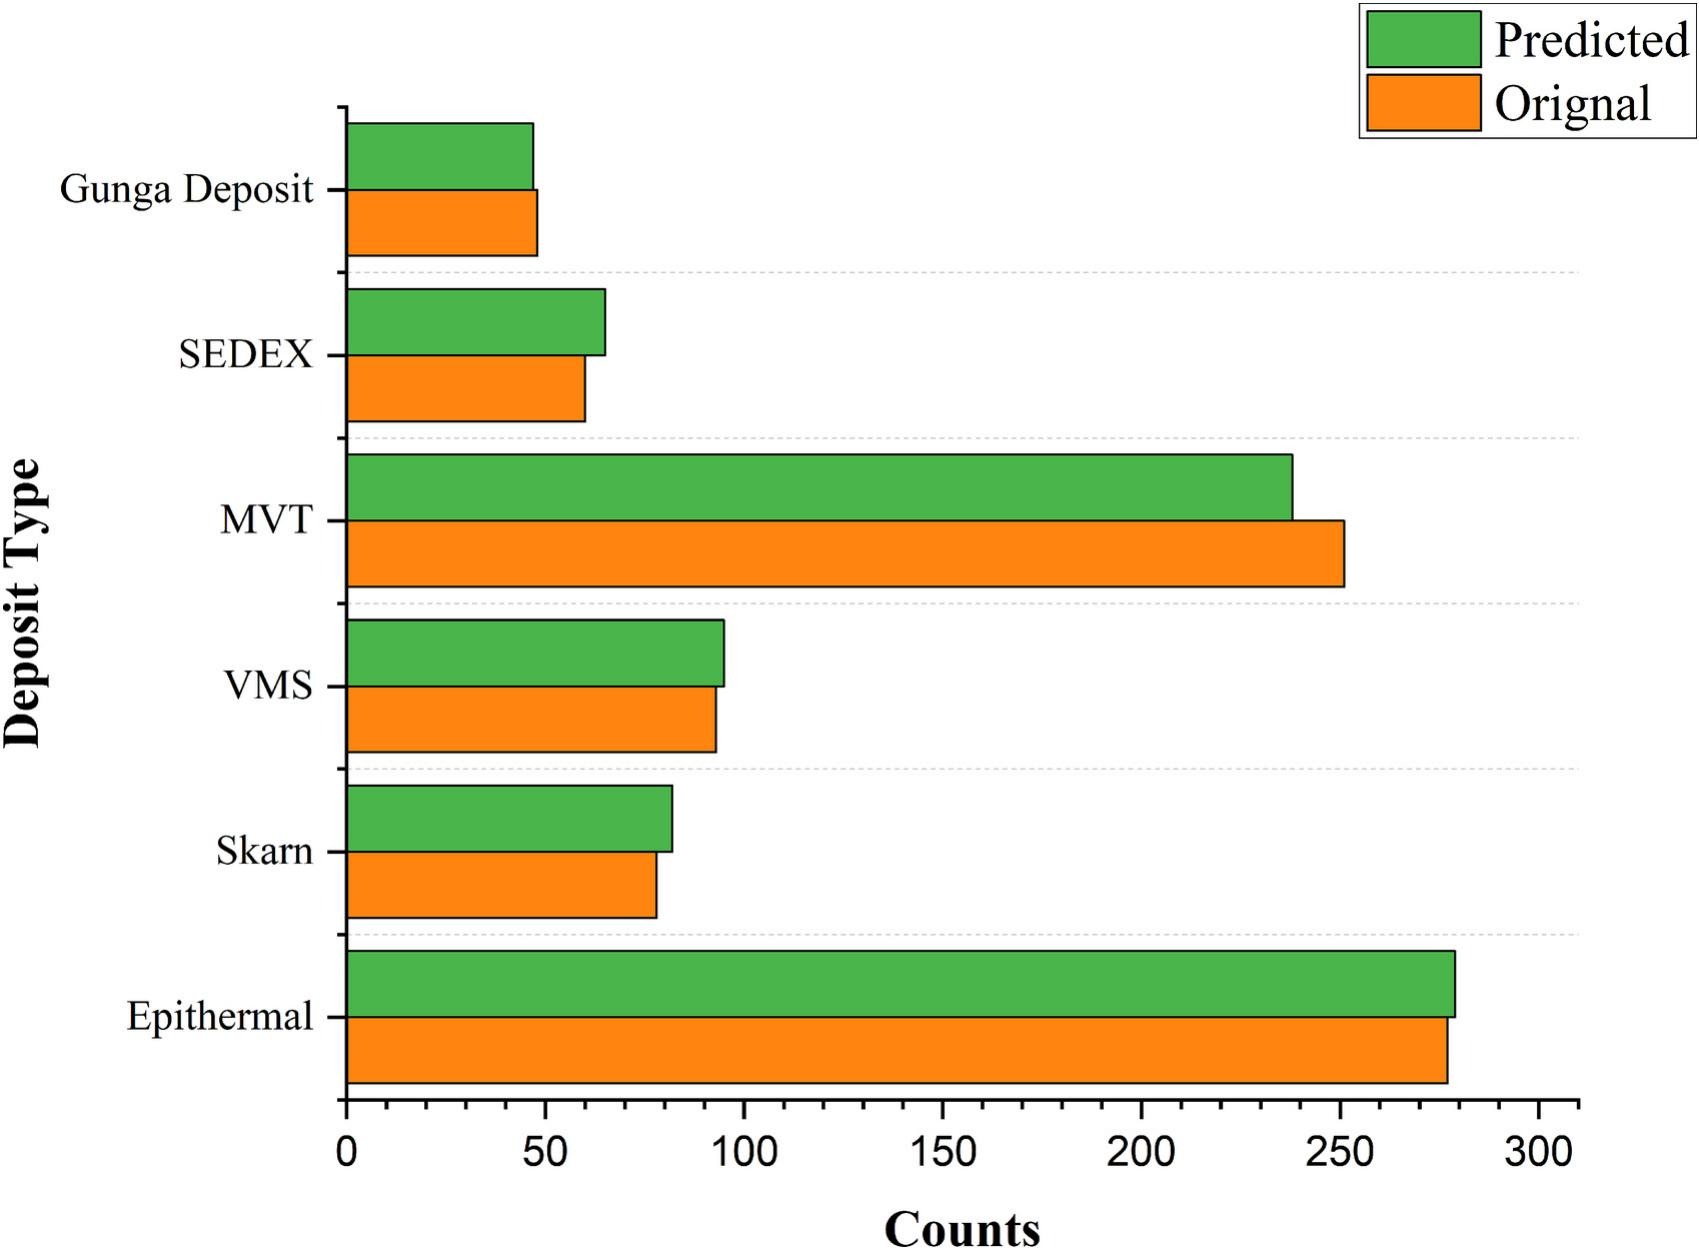 Predicted
Orignal
Gunga Deposit
SEDEX
MVT
VMS
Skarn
Epithermal
Deposit Type
0 50 100 150 200 250 300
Counts